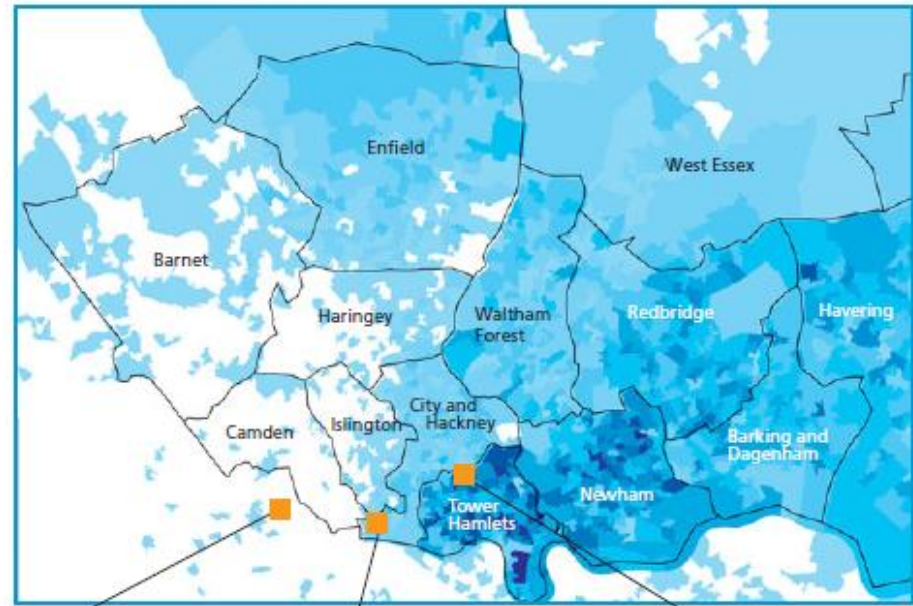 Enfield
West Essex
Barnet
Haringey
Waltham
Forest
Redbridge
Havering
City and
Hackney
Camden
Islington
Barking and
Dagenham
Tower
Hamlets
Newham